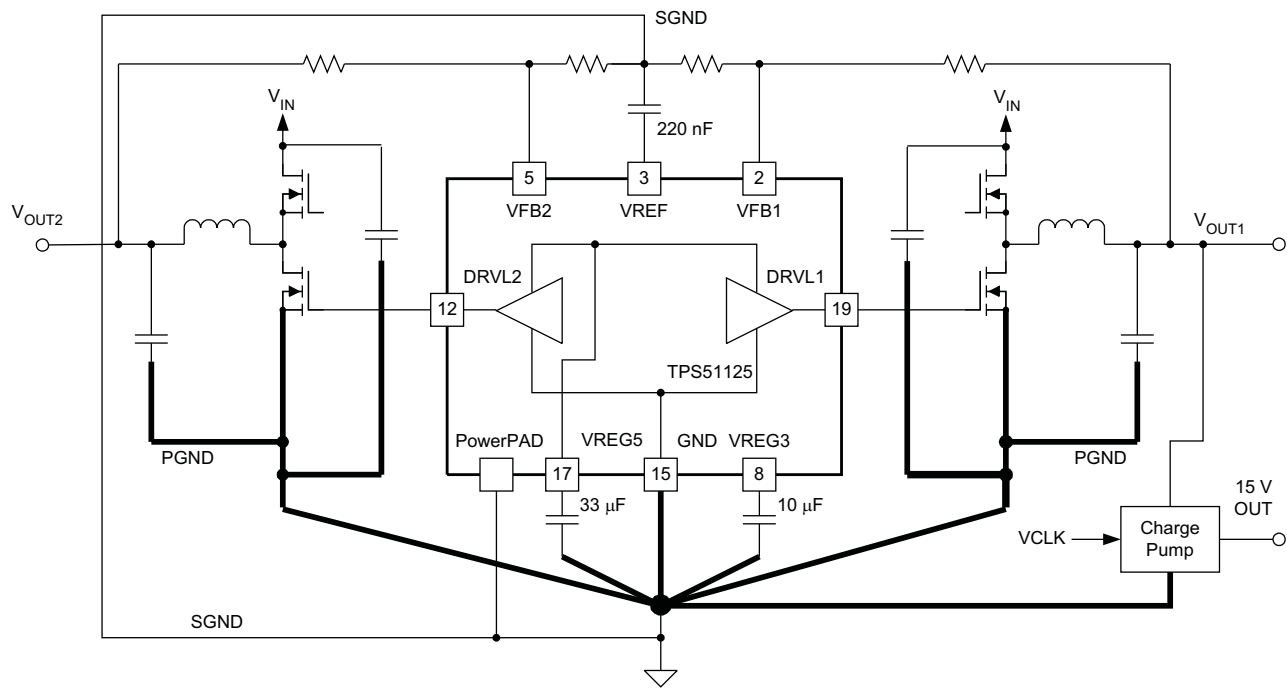 SGND
V_IN
V_IN
220 nF
5
3
2
VFB2
VREF
VFB1
V_OUT2
V_OUT1
DRVL2
DRVL1
12
19
TPS51125
PowerPAD
VREG5
GND
VREG3
PGND
PGND
17
15
8
33 μF
10 μF
15 V
OUT
VCLK
Charge
Pump
SGND